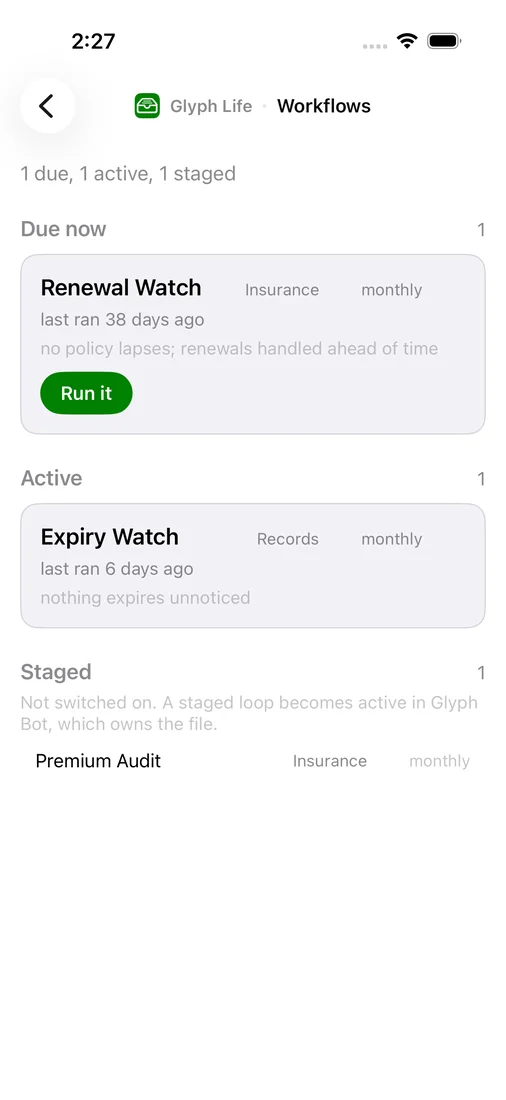 2:27
Glyph Life · Workflows
1 due, 1 active, 1 staged
Due now 1
Renewal Watch Insurance monthly
last ran 38 days ago
no policy lapses; renewals handled ahead of time
Run it
Active 1
Expiry Watch Records monthly
last ran 6 days ago
nothing expires unnoticed
Staged 1
Not switched on. A staged loop becomes active in Glyph
Bot, which owns the file.
Premium Audit Insurance monthly